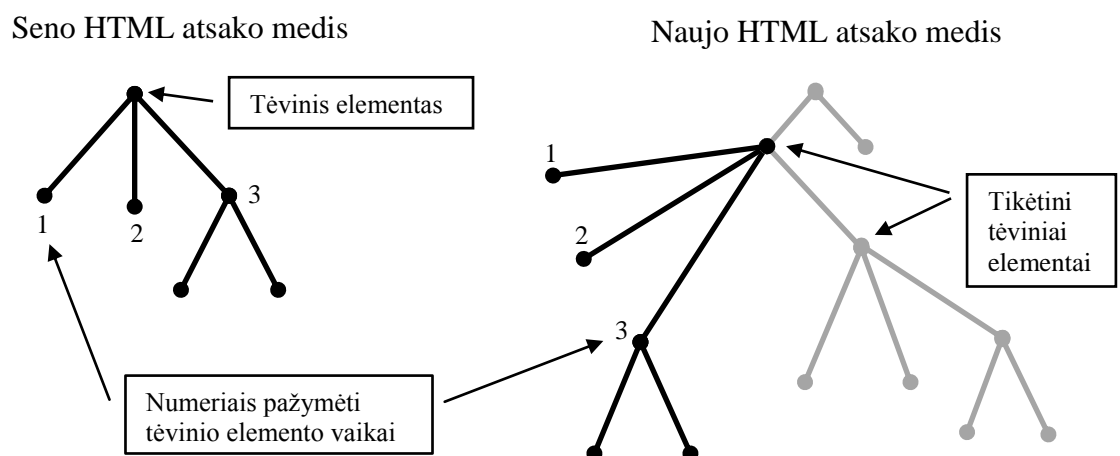 Seno HTML atsako medis
Naujo HTML atsako medis
Tėvinis elementas
1
2
3
1
2
3
Tikėtini
tėviniai
elementai
Numeriais pažymėti
tėvinio elemento vaikai